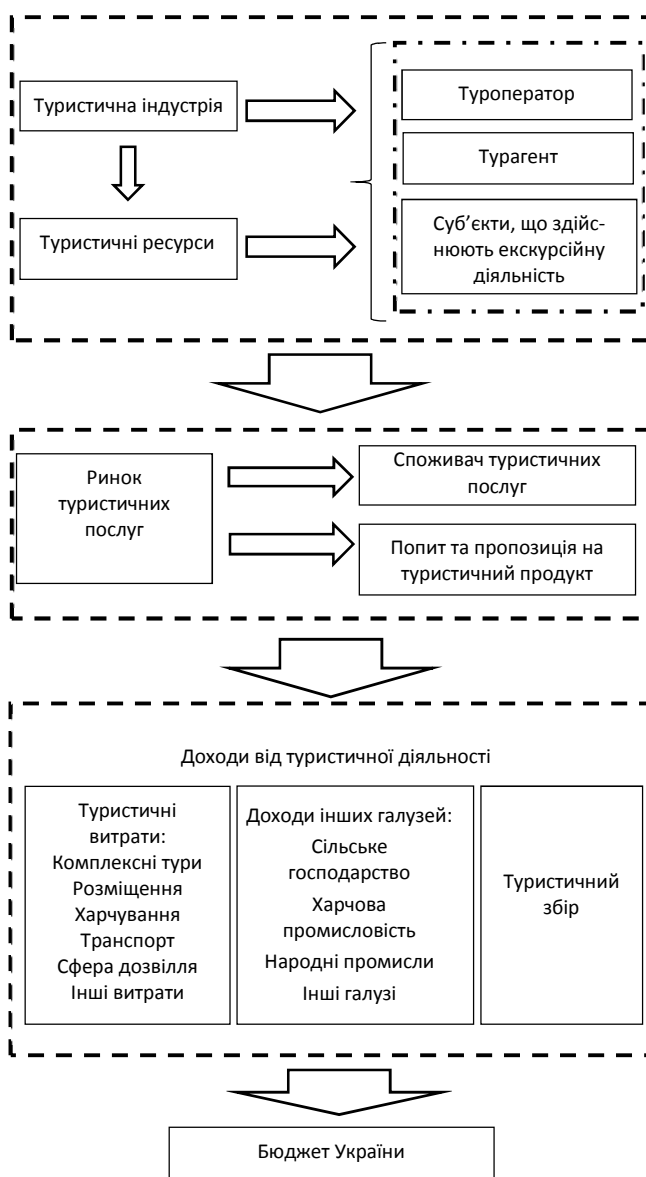 Туристична індустрія
Туроператор
Турагент
Туристичні ресурси
Суб’єкти, що здійс-
нюють екскурсійну
діяльність
Ринок
туристичних
послуг
Споживач туристичних
послуг
Попит та пропозиція на
туристичний продукт
Доходи від туристичної діяльності
Туристичні
витрати:
Комплексні тури
Розміщення
Харчування
Транспорт
Сфера дозвілля
Інші витрати
Доходи інших галузей:
Сільське
господарство
Харчова
промисловість
Народні промисли
Інші галузі
Туристичний
збір
Бюджет України